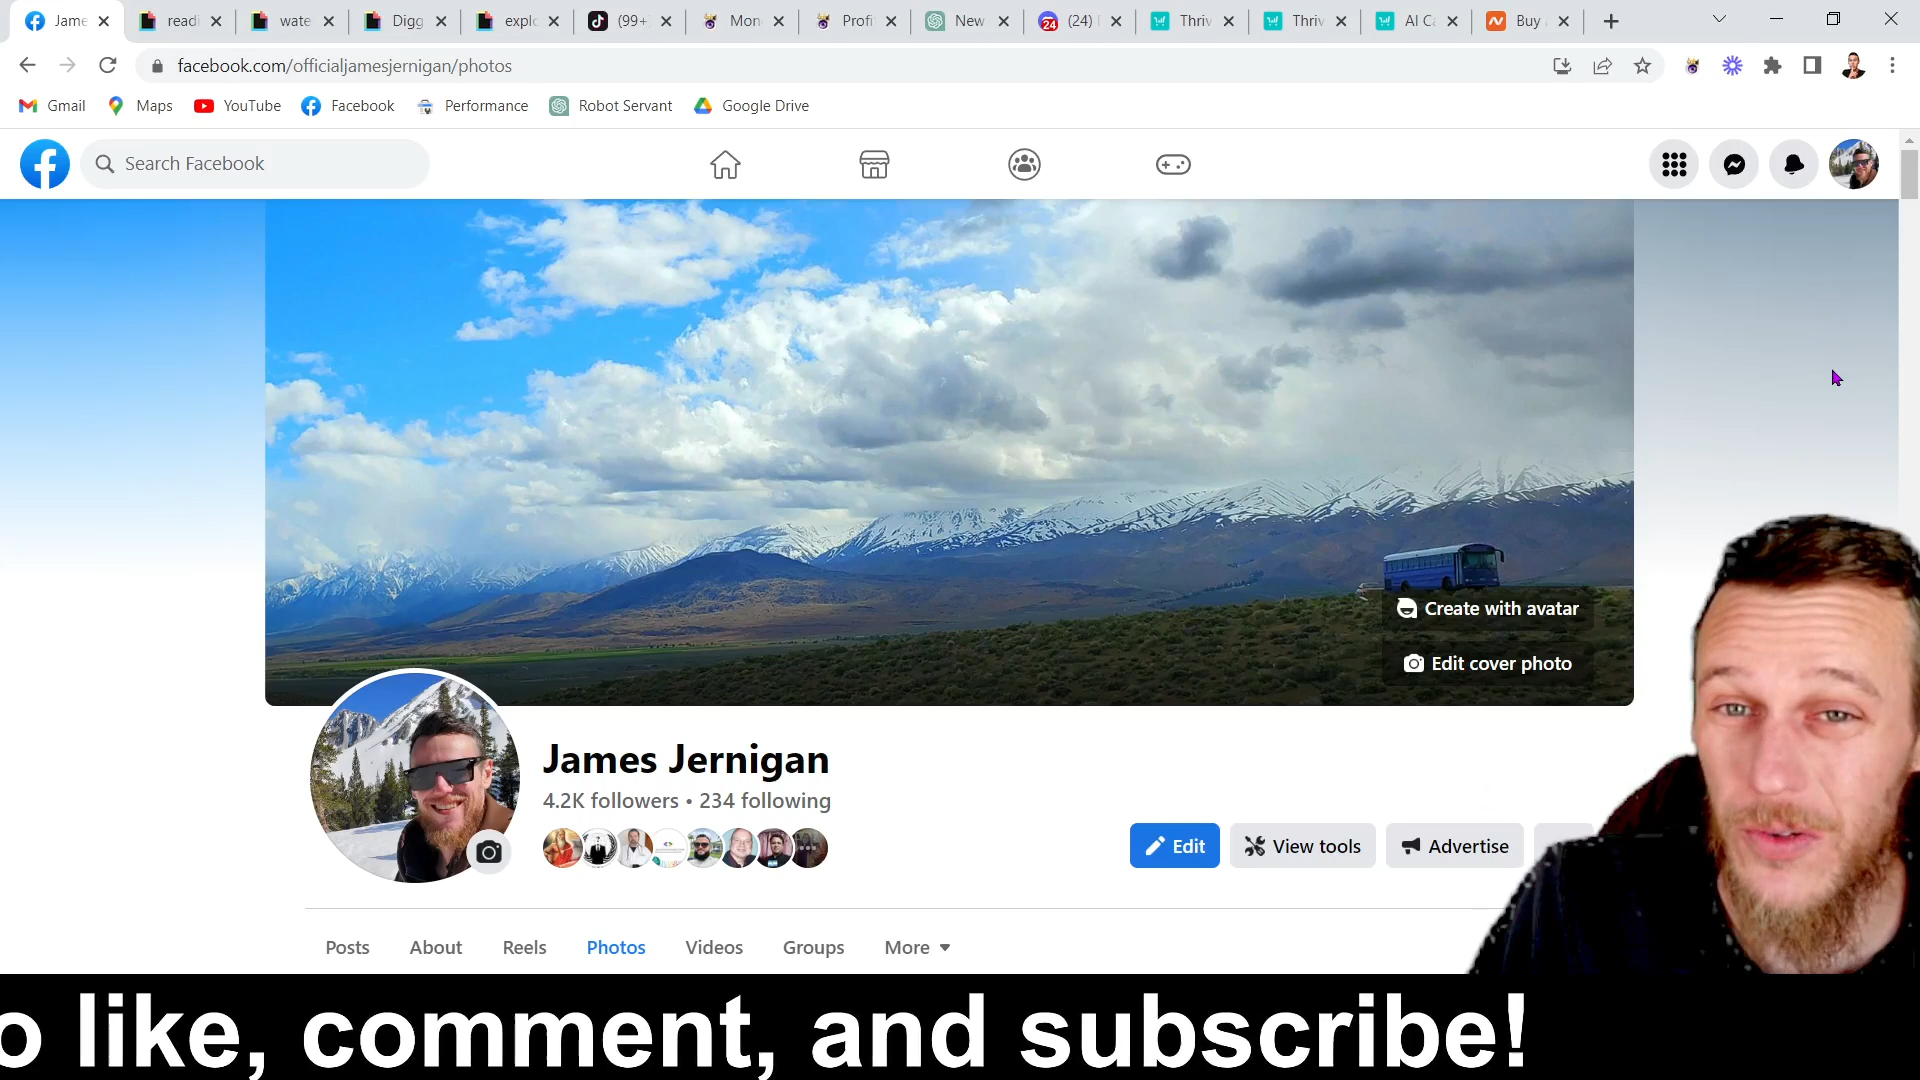 Jame
readi
wate
Digg
explo
(99+
Mon
Profi
New
(24)
Thriv
Thriv
AI Ca
Buy
facebook.com/officialjamesjernigan/photos
Gmail
Maps
YouTube
Facebook
Performance
Robot Servant
Google Drive
Search Facebook
24
Create with avatar
Edit cover photo
James Jernigan
4.2K followers • 234 following
Edit
View tools
Advertise
Posts
About
Reels
Photos
Videos
Groups
More
o like, comment, and subscribe!